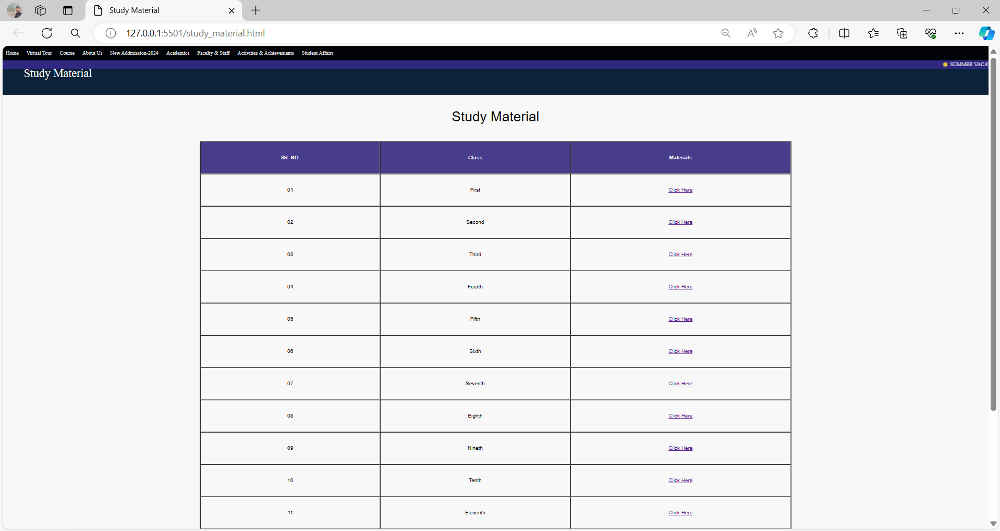 Study Material
127.0.0.1:5501/study_material.html
Home Virtual Tour Course About Us New Addmission-2024 Academics Faculty & Staff Activities & Achievements Student Affairs
SUMMER VACA
Study Material
Study Material
SR. NO. Class Materials
01 First Click Here
02 Second Click Here
03 Third Click Here
04 Fourth Click Here
05 Fifth Click Here
06 Sixth Click Here
07 Seventh Click Here
08 Eighth Click Here
09 Nineth Click Here
10 Tenth Click Here
11 Eleventh Click Here